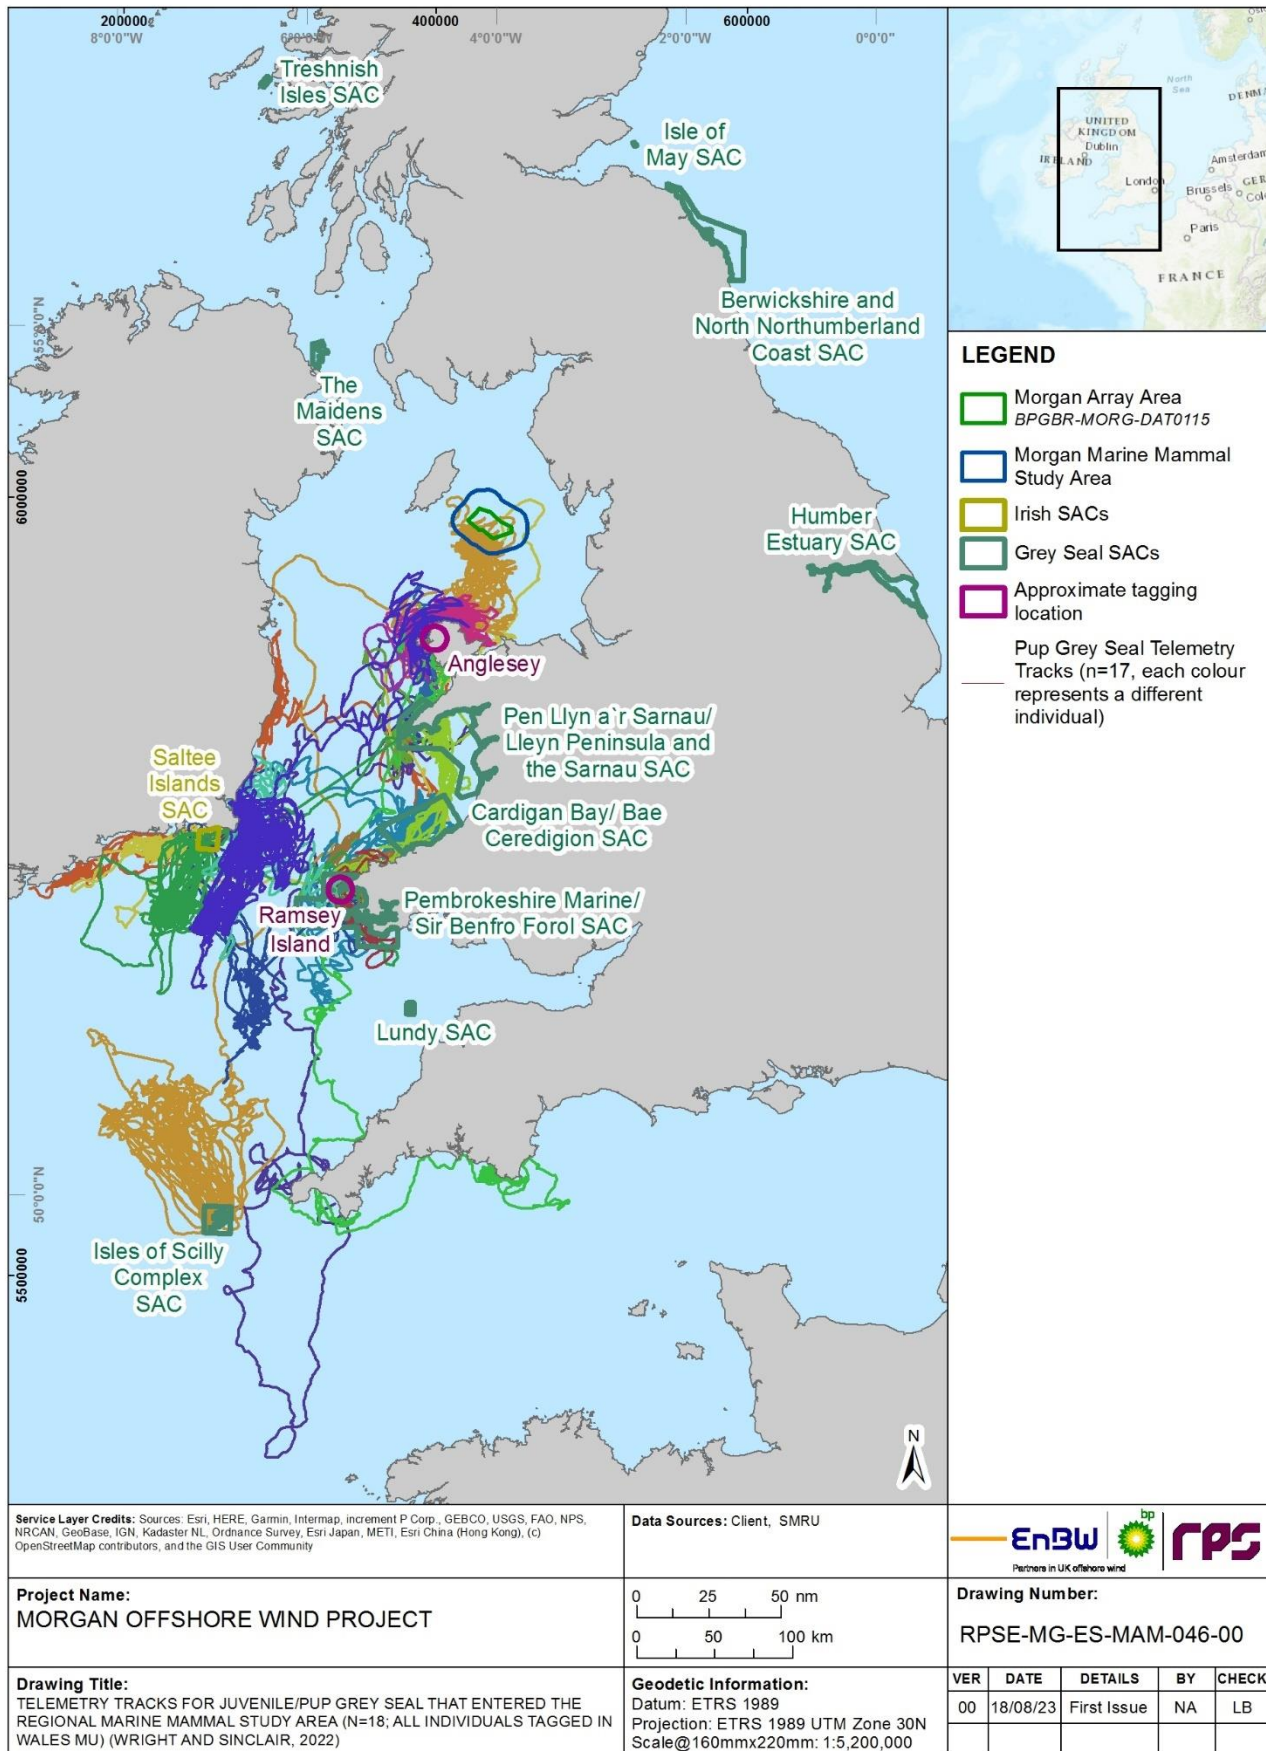 2000000
400000
600000
8°0'0"W
6°0'0"W
4°0'0"W
2°0'0"W
0°0'0"
Treshnish
Isles SAC
Isle of
May SAC
Berwickshire and
North Northumberland
Coast SAC
55°0'0"N
The
Maidens
SAC
6000000
Humber
Estuary SAC
Anglesey
Pen Llyn a`r Sarnau/
Lleyn Peninsula and
the Sarnau SAC
Saltee
Islands
SAC
Cardigan Bay/ Bae
Ceredigion SAC
Pembrokeshire Marine/
Sir Benfro Forol SAC
Ramsey
Island
Lundy SAC
50°0'0"N
Isles of Scilly
Complex
SAC
5500000
N
North
Sea
DENMA
UNITED
KINGDOM
Dublin
IRELAND
Amsterdam
London
Brussels
GER
Colo
Paris
FRANCE
LEGEND
Morgan Array Area
BPGBR-MORG-DAT0115
Morgan Marine Mammal
Study Area
Irish SACs
Grey Seal SACs
Approximate tagging
location
Pup Grey Seal Telemetry
Tracks (n=17, each colour
represents a different
individual)
Service Layer Credits: Sources: Esri, HERE, Garmin, Intermap, increment P Corp., GEBCO, USGS, FAO, NPS,
NRCAN, GeoBase, IGN, Kadaster NL, Ordnance Survey, Esri Japan, METI, Esri China (Hong Kong), (c)
OpenStreetMap contributors, and the GIS User Community
Data Sources: Client, SMRU
EnBW
bp
rps
Partners in UK offshore wind
Project Name:
MORGAN OFFSHORE WIND PROJECT
0 25 50 nm
0 50 100 km
Drawing Number:
RPSE-MG-ES-MAM-046-00
Drawing Title:
TELEMETRY TRACKS FOR JUVENILE/PUP GREY SEAL THAT ENTERED THE
REGIONAL MARINE MAMMAL STUDY AREA (N=18; ALL INDIVIDUALS TAGGED IN
WALES MU) (WRIGHT AND SINCLAIR, 2022)
Geodetic Information:
Datum: ETRS 1989
Projection: ETRS 1989 UTM Zone 30N
Scale@160mmx220mm: 1:5,200,000
VER DATE DETAILS BY CHECK
00 18/08/23 First Issue NA LB